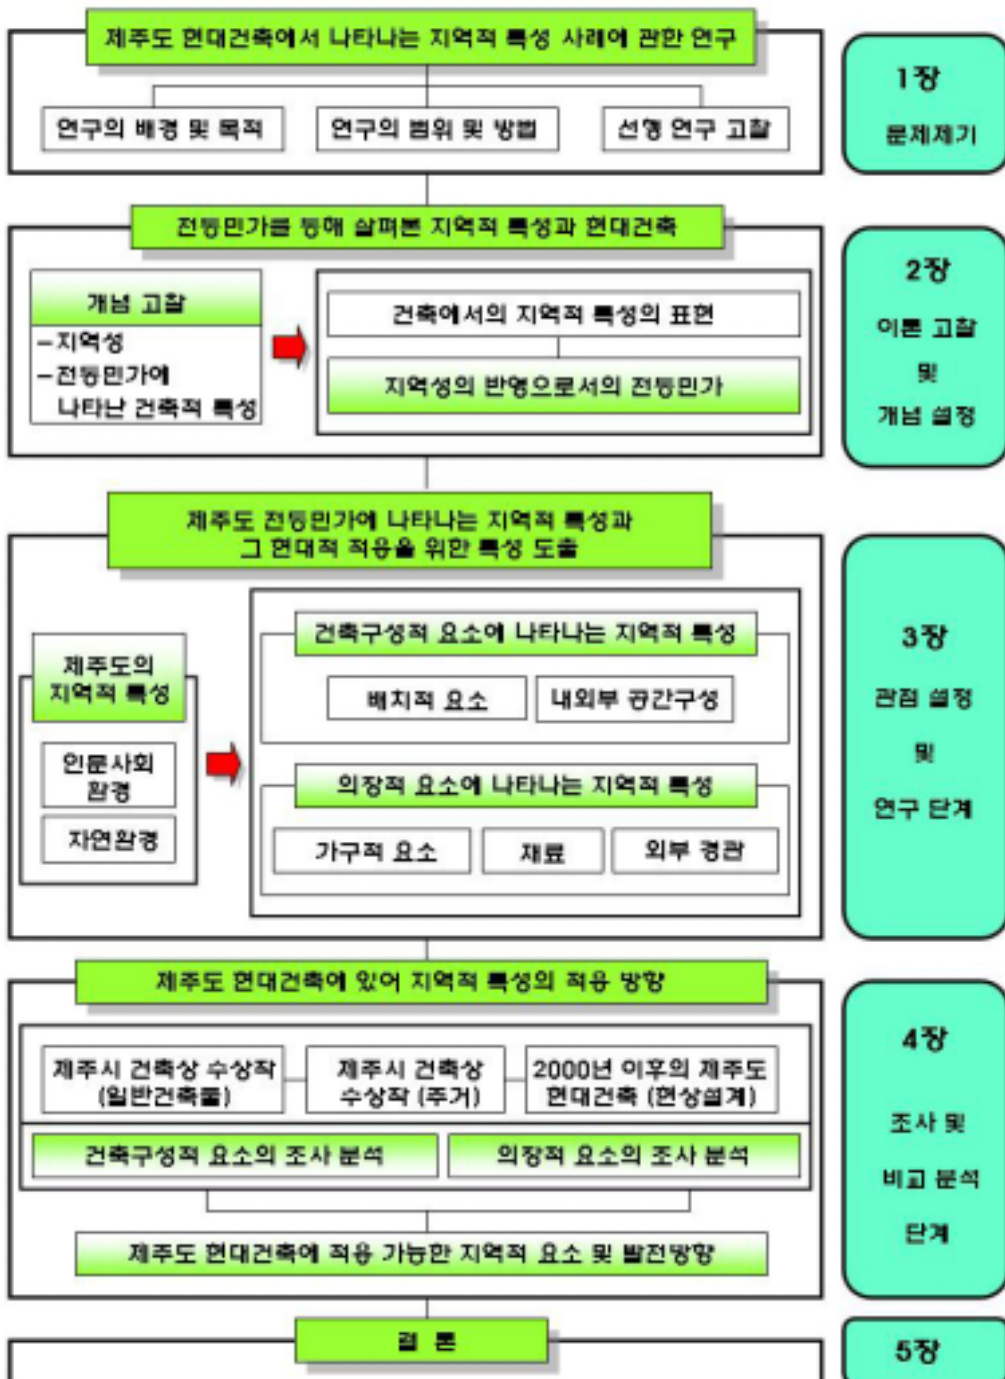 제주도 현대건축에서 나타나는 지역적 특성 사례에 관한 연구
연구의 배경 및 목적
연구의 범위 및 방법
선행 연구 고찰
1장
문제제기
전통민가를 통해 살펴본 지역적 특성과 현대건축
개념 고찰
-지역성
-전통민가에
나타난 건축적 특성
건축에서의 지역적 특성의 표현
지역성의 반영으로서의 전통민가
2장
이론 고찰
및
개념 설정
제주도 전통민가에 나타나는 지역적 특성과
그 현대적 적용을 위한 특성 도출
제주도의
지역적 특성
인문사회
환경
자연환경
건축구성적 요소에 나타나는 지역적 특성
배치적 요소
내외부 공간구성
의장적 요소에 나타나는 지역적 특성
가구적 요소
재료
외부 경관
3장
관점 설정
및
연구 단계
제주도 현대건축에 있어 지역적 특성의 적용 방향
제주시 건축상 수상작
(일반건축물)
제주시 건축상
수상작 (주거)
2000년 이후의 제주도
현대건축 (현상설계)
건축구성적 요소의 조사 분석
의장적 요소의 조사 분석
제주도 현대건축에 적용 가능한 지역적 요소 및 발전방향
4장
조사 및
비교 분석
단계
결 론
5장